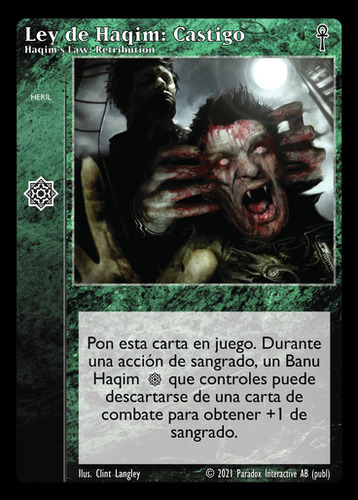 Ley de Haqim: Castigo
Haqim's Law: Retribution
HERIL
Pon esta carta en juego. Durante
una acción de sangrado, un Banu
Haqim que controles puede
descartarse de una carta de
combate para obtener +1 de
sangrado.
Ilus. Clint Langley © 2021 Paradox Interactive AB (publ)